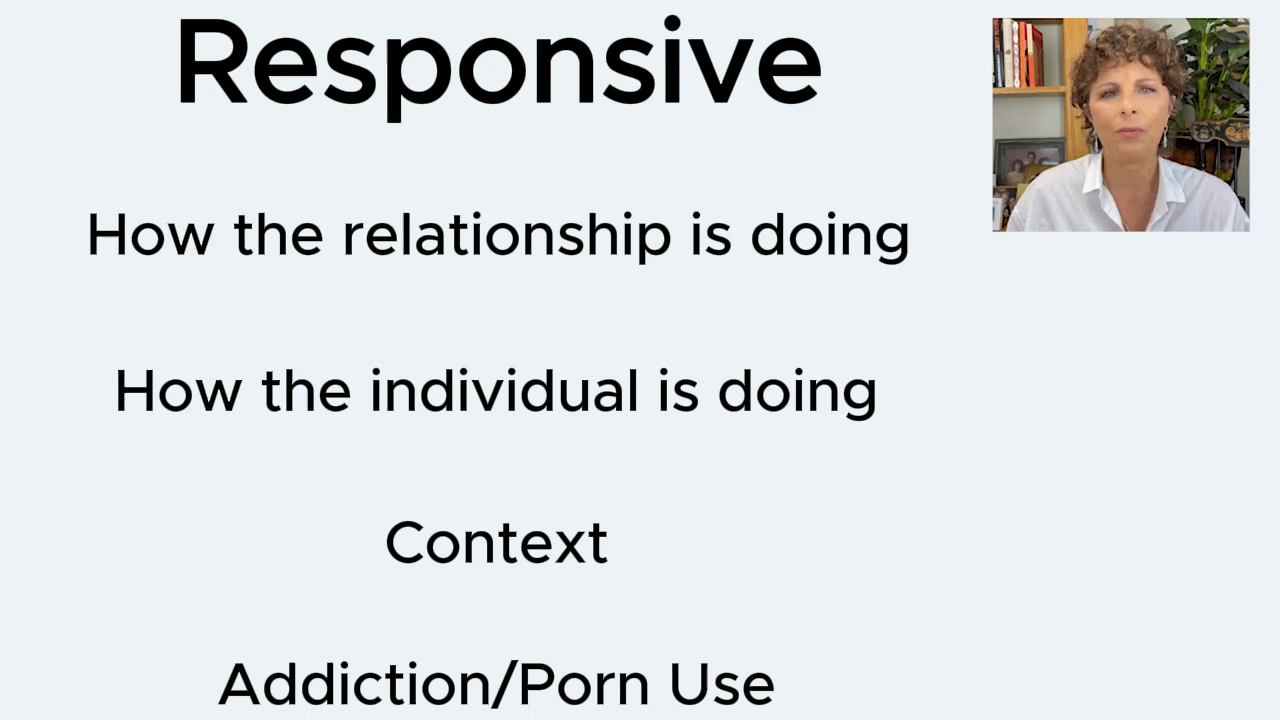 Responsive
How the relationship is doing
How the individual is doing
Context
Addiction/Porn Use